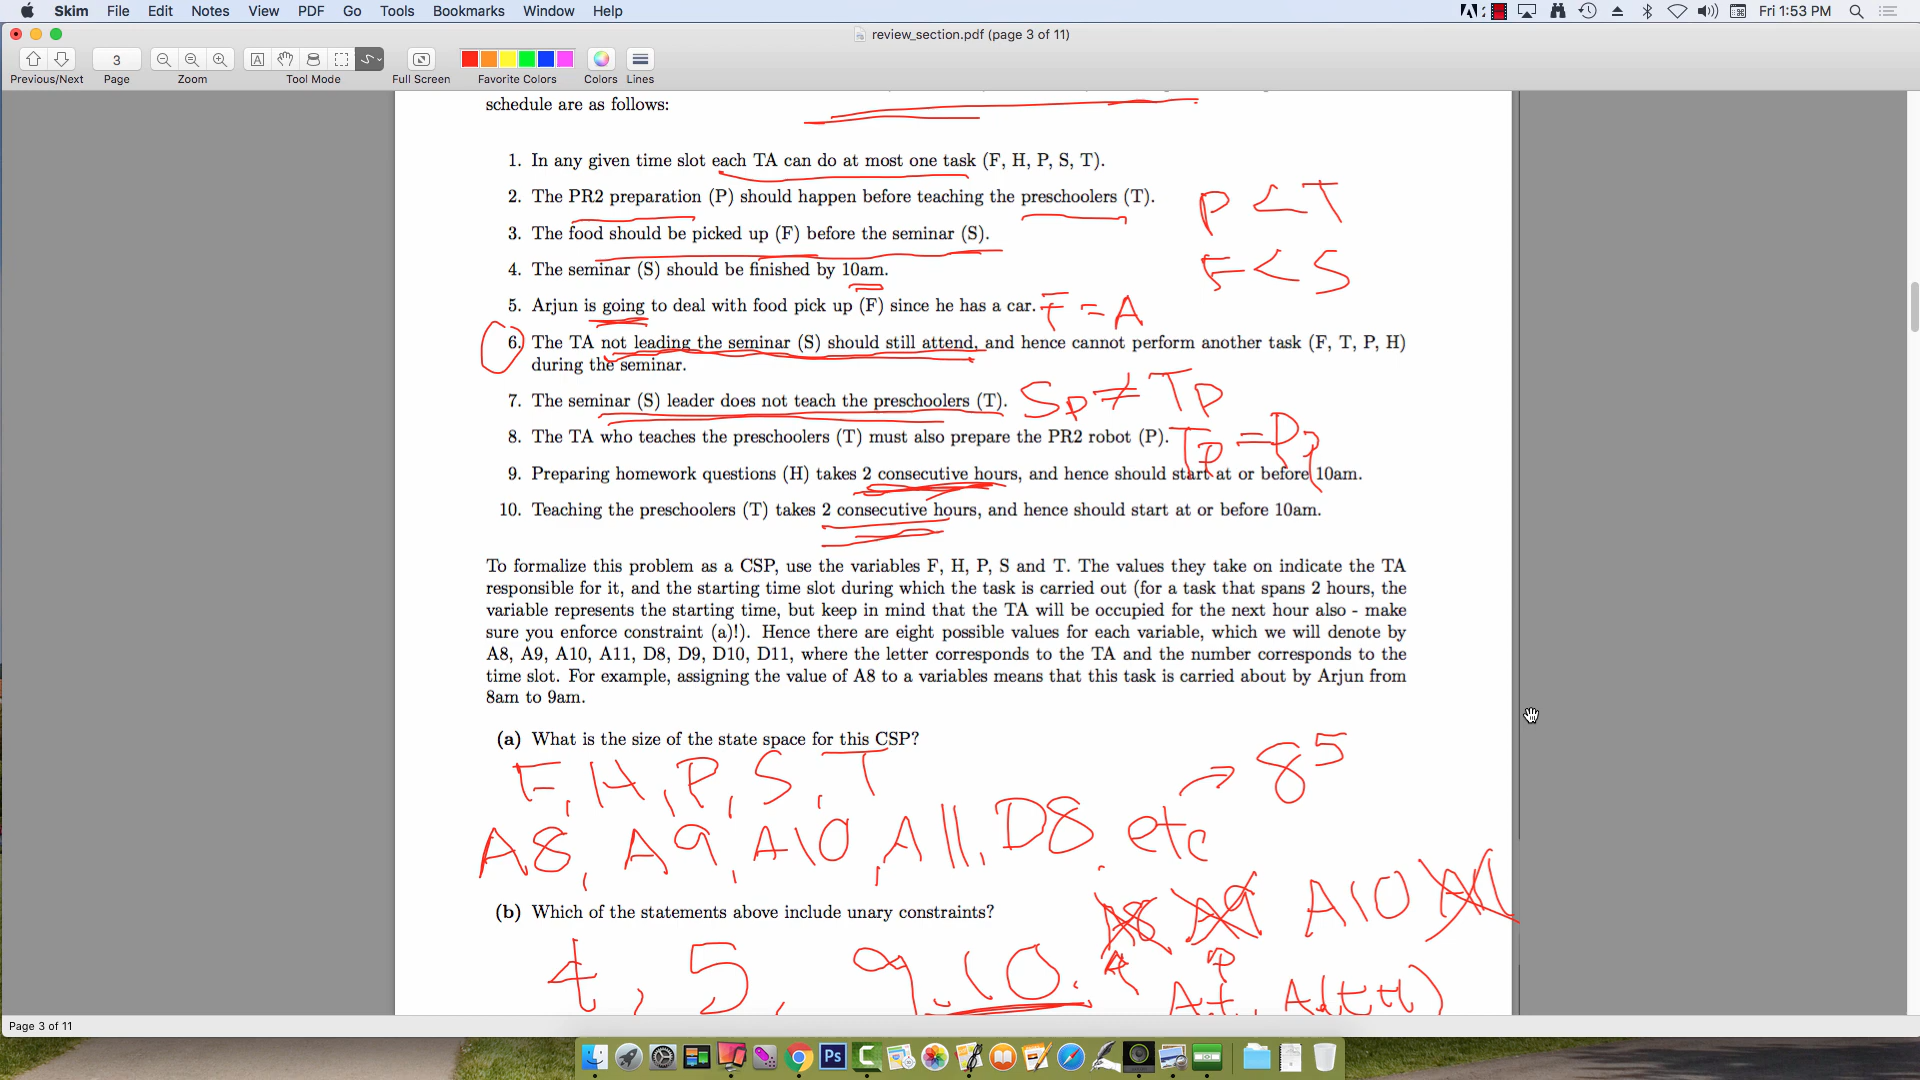 Skim File Edit Notes View PDF Go Tools Bookmarks Window Help Fri 1:53 PM
review_section.pdf (page 3 of 11)
3
Previous/Next Page Zoom Tool Mode Full Screen Favorite Colors Colors Lines
schedule are as follows:
1. In any given time slot each TA can do at most one task (F, H, P, S, T).
2. The PR2 preparation (P) should happen before teaching the preschoolers (T).
P < T
3. The food should be picked up (F) before the seminar (S).
F < S
4. The seminar (S) should be finished by 10am.
5. Arjun is going to deal with food pick up (F) since he has a car. F = A
6. The TA not leading the seminar (S) should still attend, and hence cannot perform another task (F, T, P, H)
during the seminar.
7. The seminar (S) leader does not teach the preschoolers (T). Sp ≠ Tp
8. The TA who teaches the preschoolers (T) must also prepare the PR2 robot (P). Tp = Pp
9. Preparing homework questions (H) takes 2 consecutive hours, and hence should start at or before 10am.
10. Teaching the preschoolers (T) takes 2 consecutive hours, and hence should start at or before 10am.
To formalize this problem as a CSP, use the variables F, H, P, S and T. The values they take on indicate the TA
responsible for it, and the starting time slot during which the task is carried out (for a task that spans 2 hours, the
variable represents the starting time, but keep in mind that the TA will be occupied for the next hour also - make
sure you enforce constraint (a)!). Hence there are eight possible values for each variable, which we will denote by
A8, A9, A10, A11, D8, D9, D10, D11, where the letter corresponds to the TA and the number corresponds to the
time slot. For example, assigning the value of A8 to a variables means that this task is carried about by Arjun from
8am to 9am.
(a) What is the size of the state space for this CSP?
F, H, P, S, T → 8^5
A8, A9, A10, A11, D8, etc
(b) Which of the statements above include unary constraints?
A8 A9 A10 A11
4, 5, 9, 10.
Page 3 of 11
Ps